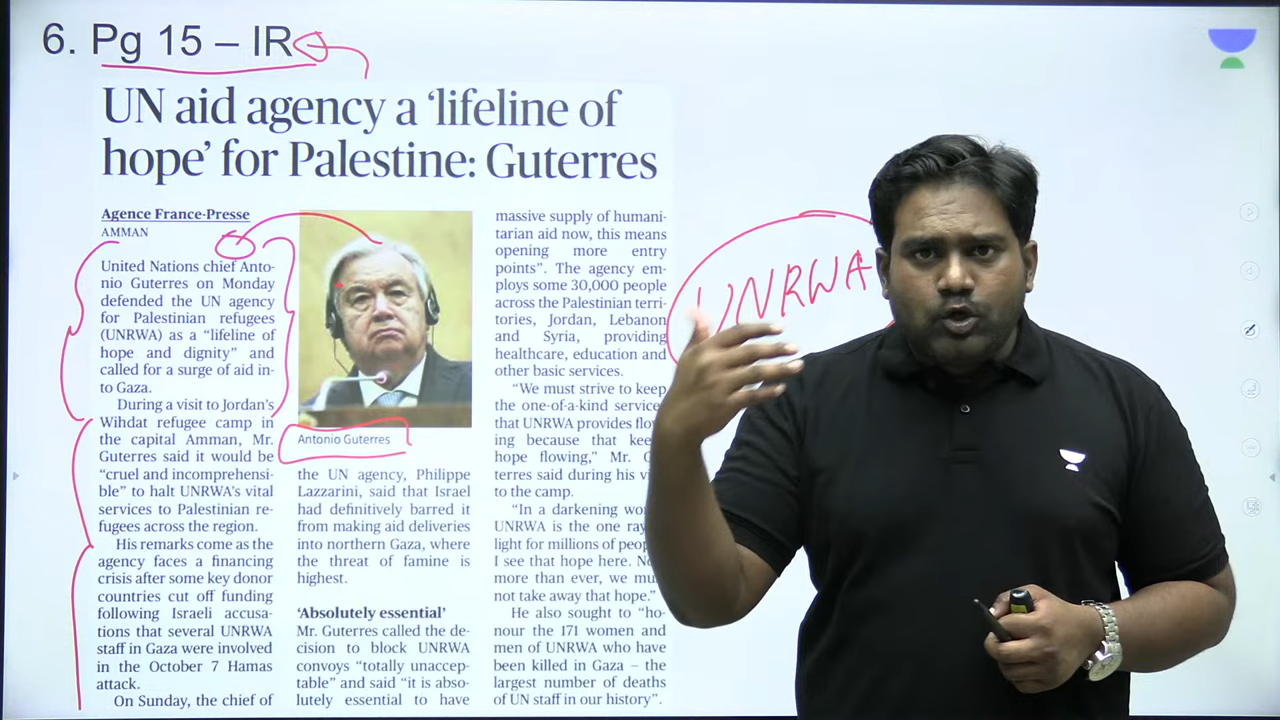 6. Pg 15 – IR
UN aid agency a ‘lifeline of
hope’ for Palestine: Guterres
Agence France-Presse
AMMAN
United Nations chief Anto-
nio Guterres on Monday
defended the UN agency
for Palestinian refugees
(UNRWA) as a “lifeline of
hope and dignity” and
called for a surge of aid in-
to Gaza.
During a visit to Jordan’s
Wihdat refugee camp in
the capital Amman, Mr.
Guterres said it would be
“cruel and incomprehensi-
ble” to halt UNRWA’s vital
services to Palestinian re-
fugees across the region.
His remarks come as the
agency faces a financing
crisis after some key donor
countries cut off funding
following Israeli accusa-
tions that several UNRWA
staff in Gaza were involved
in the October 7 Hamas
attack.
On Sunday, the chief of
Antonio Guterres
the UN agency, Philippe
Lazzarini, said that Israel
had definitively barred it
from making aid deliveries
into northern Gaza, where
the threat of famine is
highest.
‘Absolutely essential’
Mr. Guterres called the de-
cision to block UNRWA
convoys “totally unaccep-
table” and said “it is abso-
lutely essential to have
massive supply of humani-
tarian aid now, this means
opening more entry
points”. The agency em-
ploys some 30,000 people
across the Palestinian terri-
tories, Jordan, Lebanon
and Syria, providing
healthcare, education and
other basic services.
“We must strive to keep
the one-of-a-kind services
that UNRWA provides
ing because that
hope flowing,” Mr.
terres said during his
to the camp.
“In a darkening
UNRWA is the one
light for millions of
I see that hope here.
more than ever, we
not take away that hope.”
He also sought to “ho-
nour the 171 women and
men of UNRWA who have
been killed in Gaza – the
largest number of deaths
of UN staff in our history”.
UNRWA